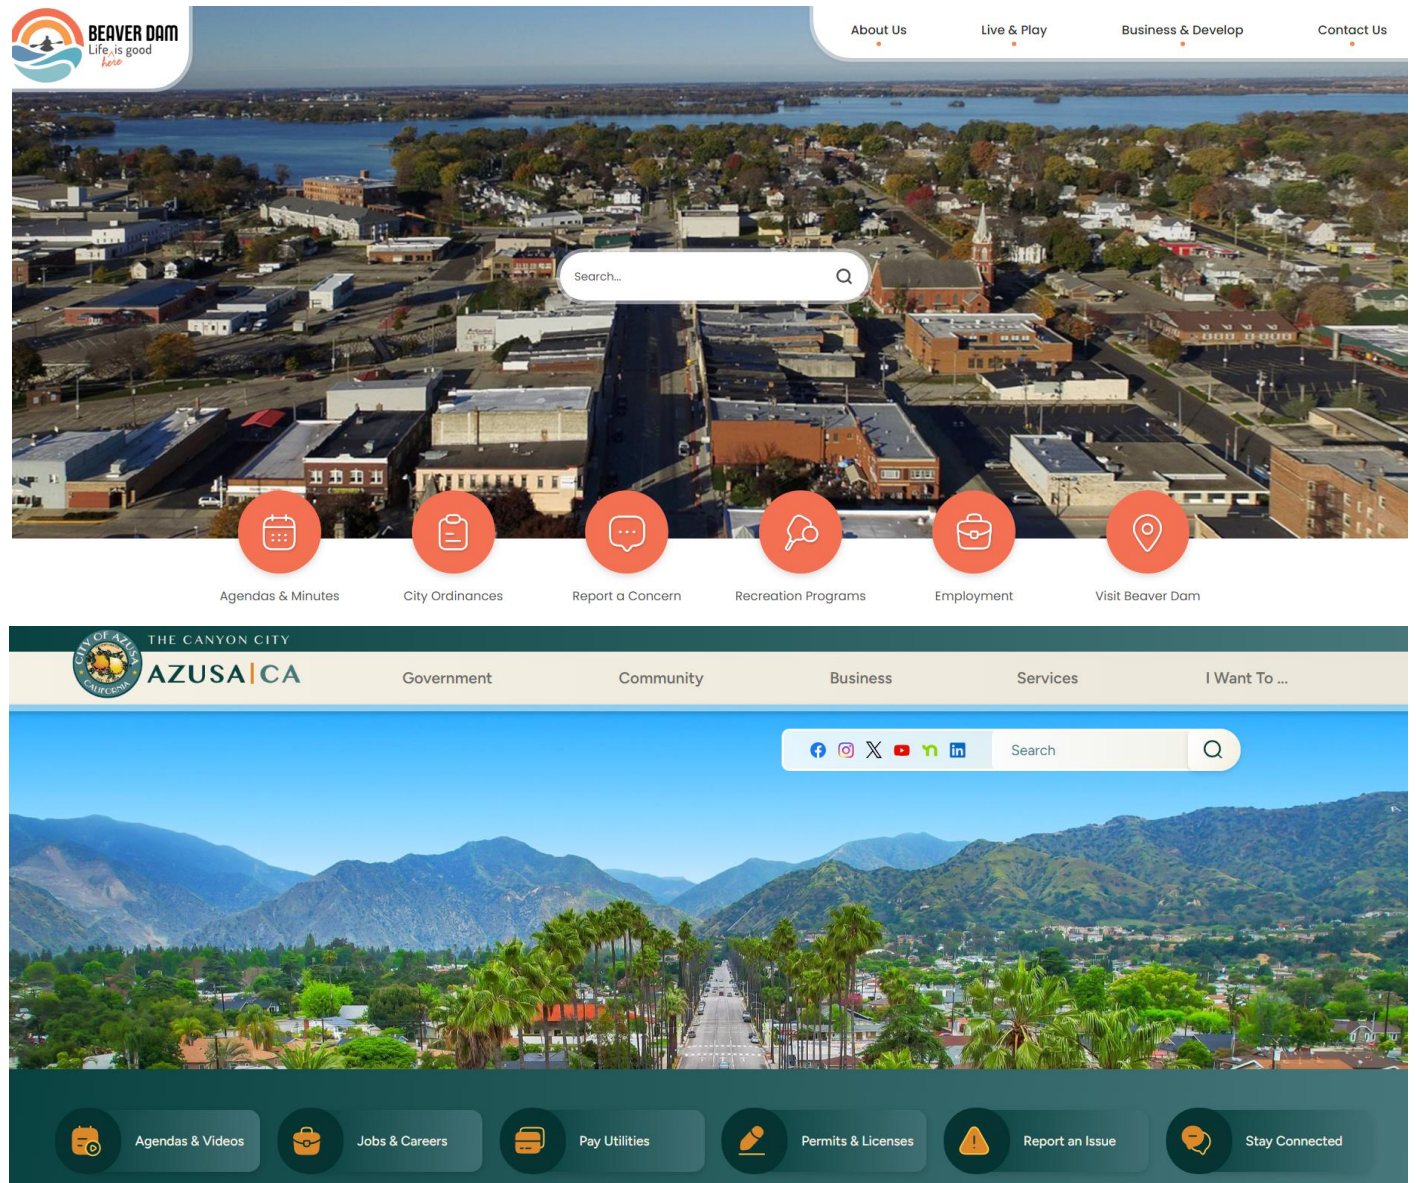 BEAVER DAM
Life is good
here
About Us
Live & Play
Business & Develop
Contact Us
Search...
Agendas & Minutes
City Ordinances
Report a Concern
Recreation Programs
Employment
Visit Beaver Dam
CITY OF AZUSA
CALIFORNIA
THE CANYON CITY
AZUSA|CA
Government
Community
Business
Services
I Want To ...
Search
Agendas & Videos
Jobs & Careers
Pay Utilities
Permits & Licenses
Report an Issue
Stay Connected